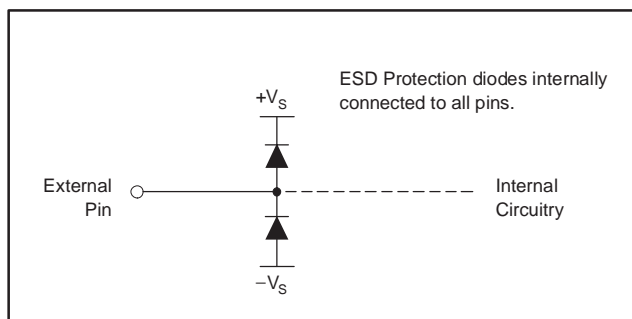 ESD Protection diodes internally
connected to all pins.
+VS
External
Pin
Internal
Circuitry
−VS